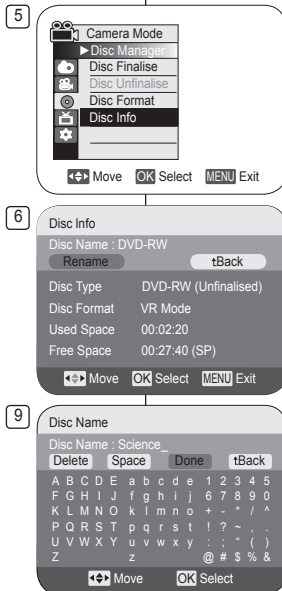 5
Camera Mode
►Disc Manager
Disc Finalise
Disc Unfinalise
Disc Format
Disc Info
Move OK Select MENU Exit
6
Disc Info
Disc Name : DVD-RW
Rename tBack
Disc Type DVD-RW (Unfinalised)
Disc Format VR Mode
Used Space 00:02:20
Free Space 00:27:40 (SP)
Move OK Select MENU Exit
9
Disc Name
Disc Name : Science_
Delete Space Done tBack
A B C D E a b c d e 1 2 3 4 5
F G H I J f g h i j 6 7 8 9 0
K L M N O k l m n o + - * / ^
P Q R S T p q r s t ! ? ~ , .
U V W X Y u v w x y : ; “ ( )
Z z @ # $ % &
Move OK Select